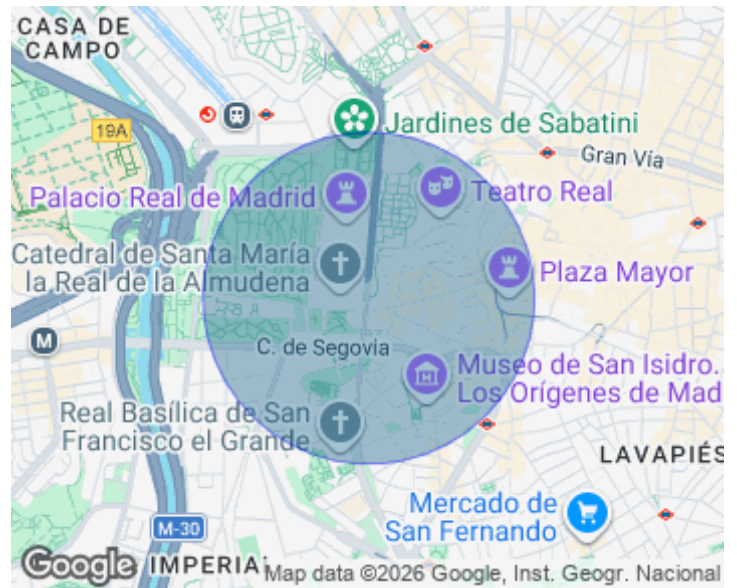 CASA DE
CAMPO
19A
Jardines de Sabatini
Gran Vía
Palacio Real de Madrid
Teatro Real
Catedral de Santa María
la Real de la Almudena
Plaza Mayor
M
C. de Segovia
Museo de San Isidro.
Los Orígenes de Mad
Real Basílica de San
Francisco el Grande
LAVAPIÉS
Mercado de
San Fernando
M-30
Google
IMPERIA
Map data ©2026 Google, Inst. Geogr. Nacional